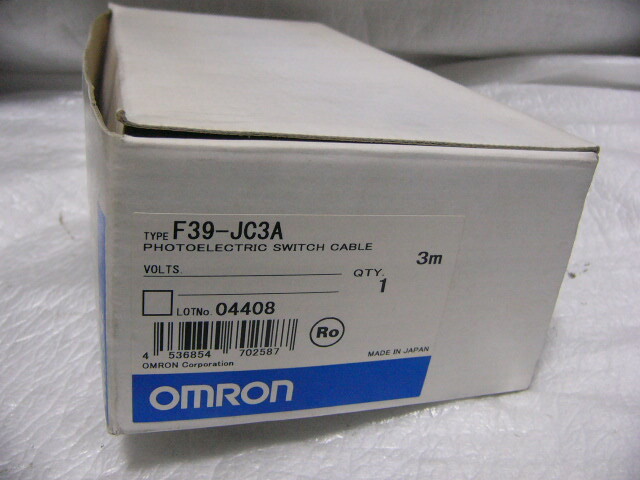 TYPE F39-JC3A
PHOTOELECTRIC SWITCH CABLE
3m
VOLTS
QTY.
1
LOTNo. 04408
Ro
4 536854 702587
MADE IN JAPAN
OMRON Corporation
OMRON